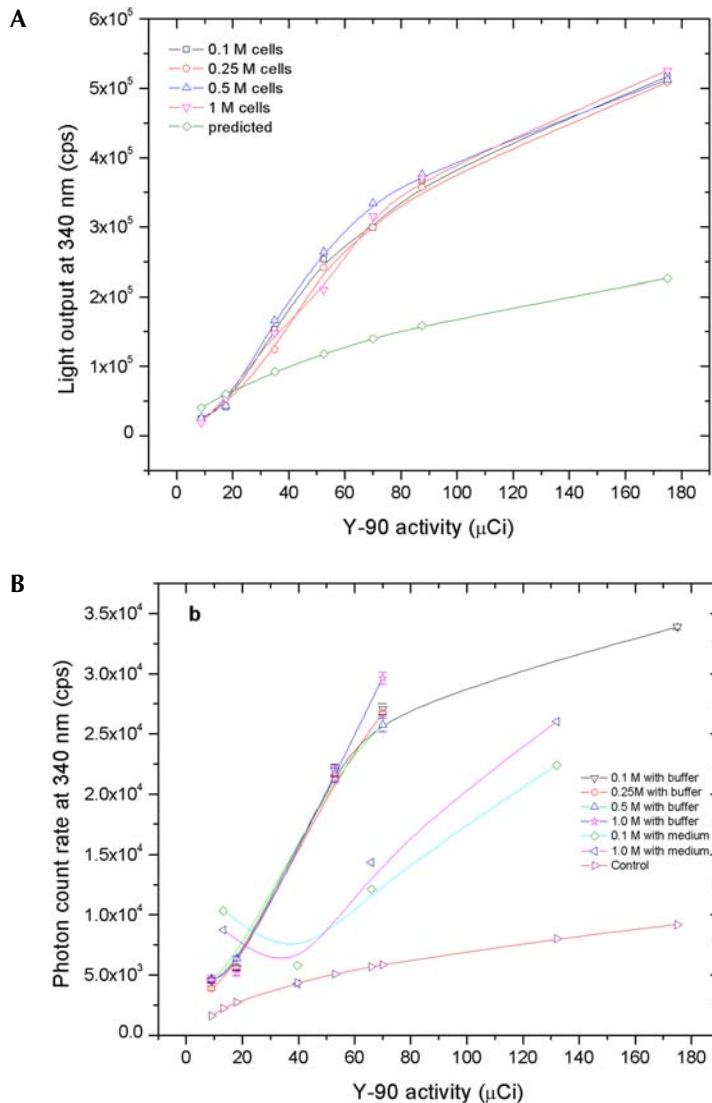 A
6x10⁵
5x10⁵
4x10⁵
3x10⁵
2x10⁵
1x10⁵
0
Light output at 340 nm (cps)
0.1 M cells
0.25 M cells
0.5 M cells
1 M cells
predicted
0 20 40 60 80 100 120 140 160 180
Y-90 activity (μCi)
B
b
3.5x10⁴
3.0x10⁴
2.5x10⁴
2.0x10⁴
1.5x10⁴
1.0x10⁴
5.0x10³
0.0
Photon count rate at 340 nm (cps)
0.1 M with buffer
0.25M with buffer
0.5 M with buffer
1.0 M with buffer
0.1 M with medium
1.0 M with medium
Control
0 20 40 60 80 100 120 140 160 180
Y-90 activity (μCi)